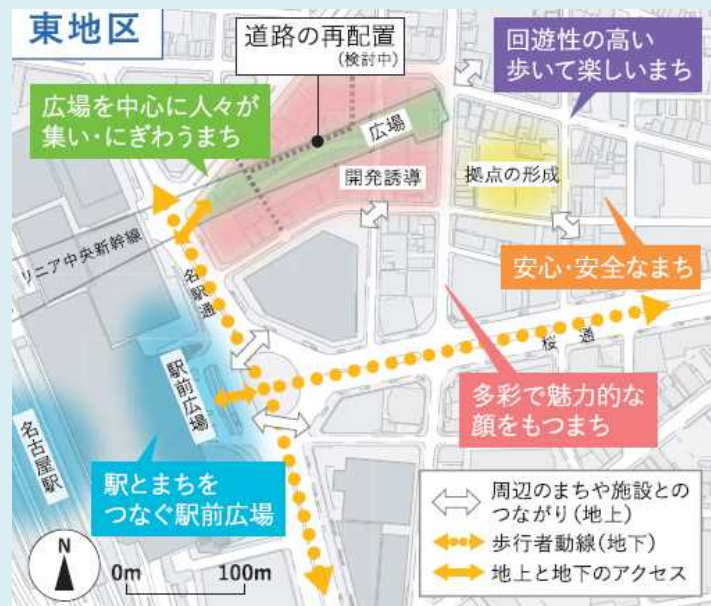 東地区
道路の再配置
(検討中)
回遊性の高い
歩いて楽しいまち
広場を中心に人々が
集い・にぎわうまち
広場
開発誘導
拠点の形成
リニア中央新幹線
名駅通
安心・安全なまち
桜通
駅前広場
多彩で魅力的な
顔をもつまち
名古屋駅
駅とまちを
つなぐ駅前広場
周辺のまちや施設との
つながり(地上)
歩行者動線(地下)
地上と地下のアクセス
N
0m 100m